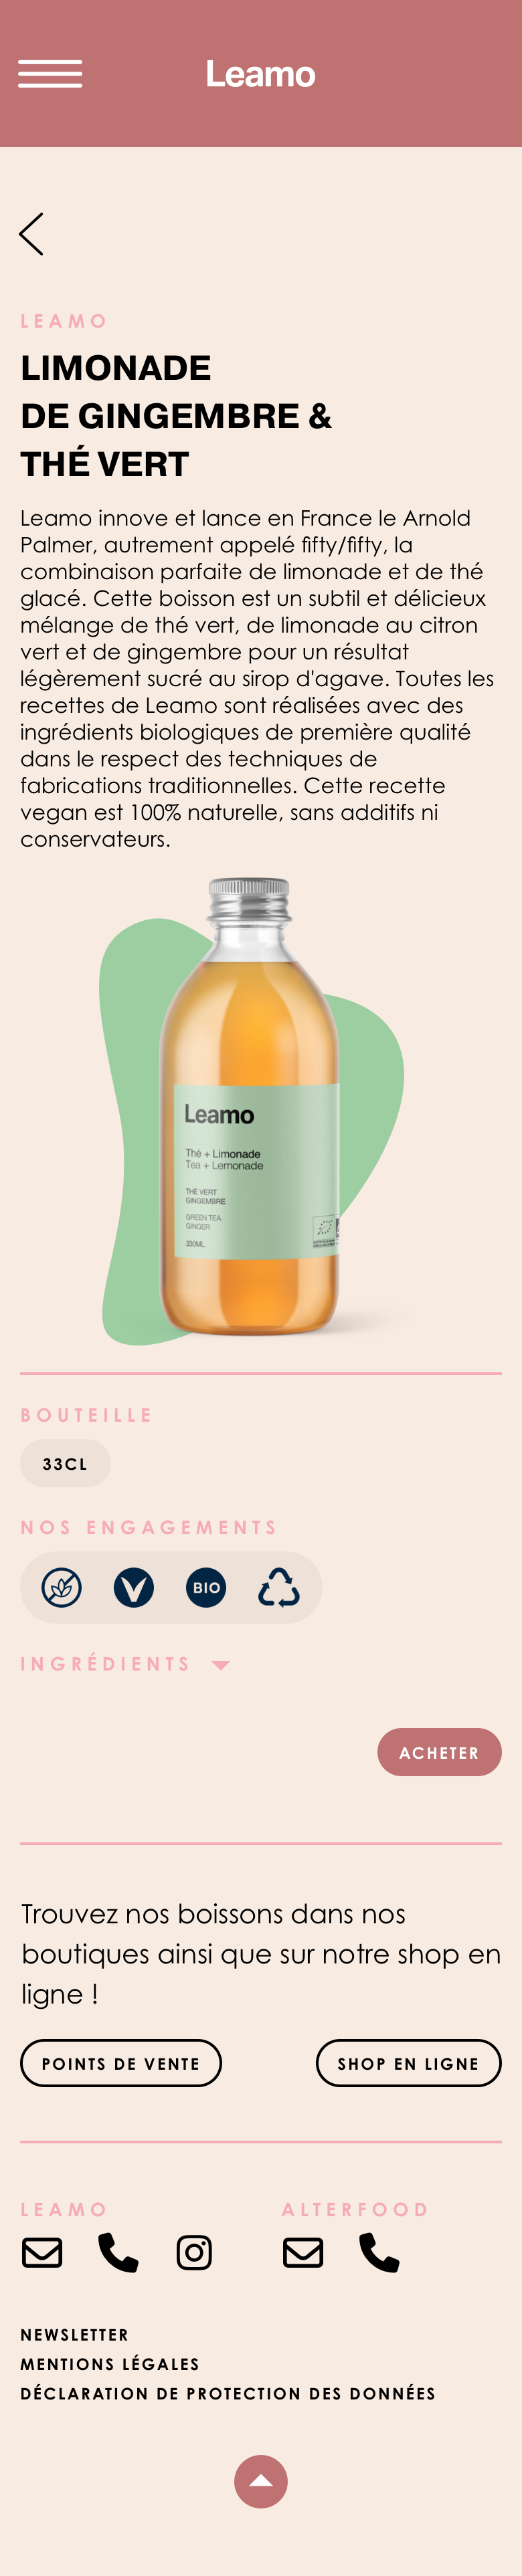 Leamo
LEAMO
LIMONADE
DE GINGEMBRE &
THÉ VERT
Leamo innove et lance en France le Arnold
Palmer, autrement appelé fifty/fifty, la
combinaison parfaite de limonade et de thé
glacé. Cette boisson est un subtil et délicieux
mélange de thé vert, de limonade au citron
vert et de gingembre pour un résultat
légèrement sucré au sirop d'agave. Toutes les
recettes de Leamo sont réalisées avec des
ingrédients biologiques de première qualité
dans le respect des techniques de
fabrications traditionnelles. Cette recette
vegan est 100% naturelle, sans additifs ni
conservateurs.
Leamo
Thé + Limonade
Tea + Lemonade
THÉ VERT
GINGEMBRE
GREEN TEA
GINGER
330ML
BOUTEILLE
33CL
NOS ENGAGEMENTS
BIO
INGRÉDIENTS
ACHETER
Trouvez nos boissons dans nos
boutiques ainsi que sur notre shop en
ligne !
POINTS DE VENTE
SHOP EN LIGNE
LEAMO
ALTERFOOD
NEWSLETTER
MENTIONS LÉGALES
DÉCLARATION DE PROTECTION DES DONNÉES